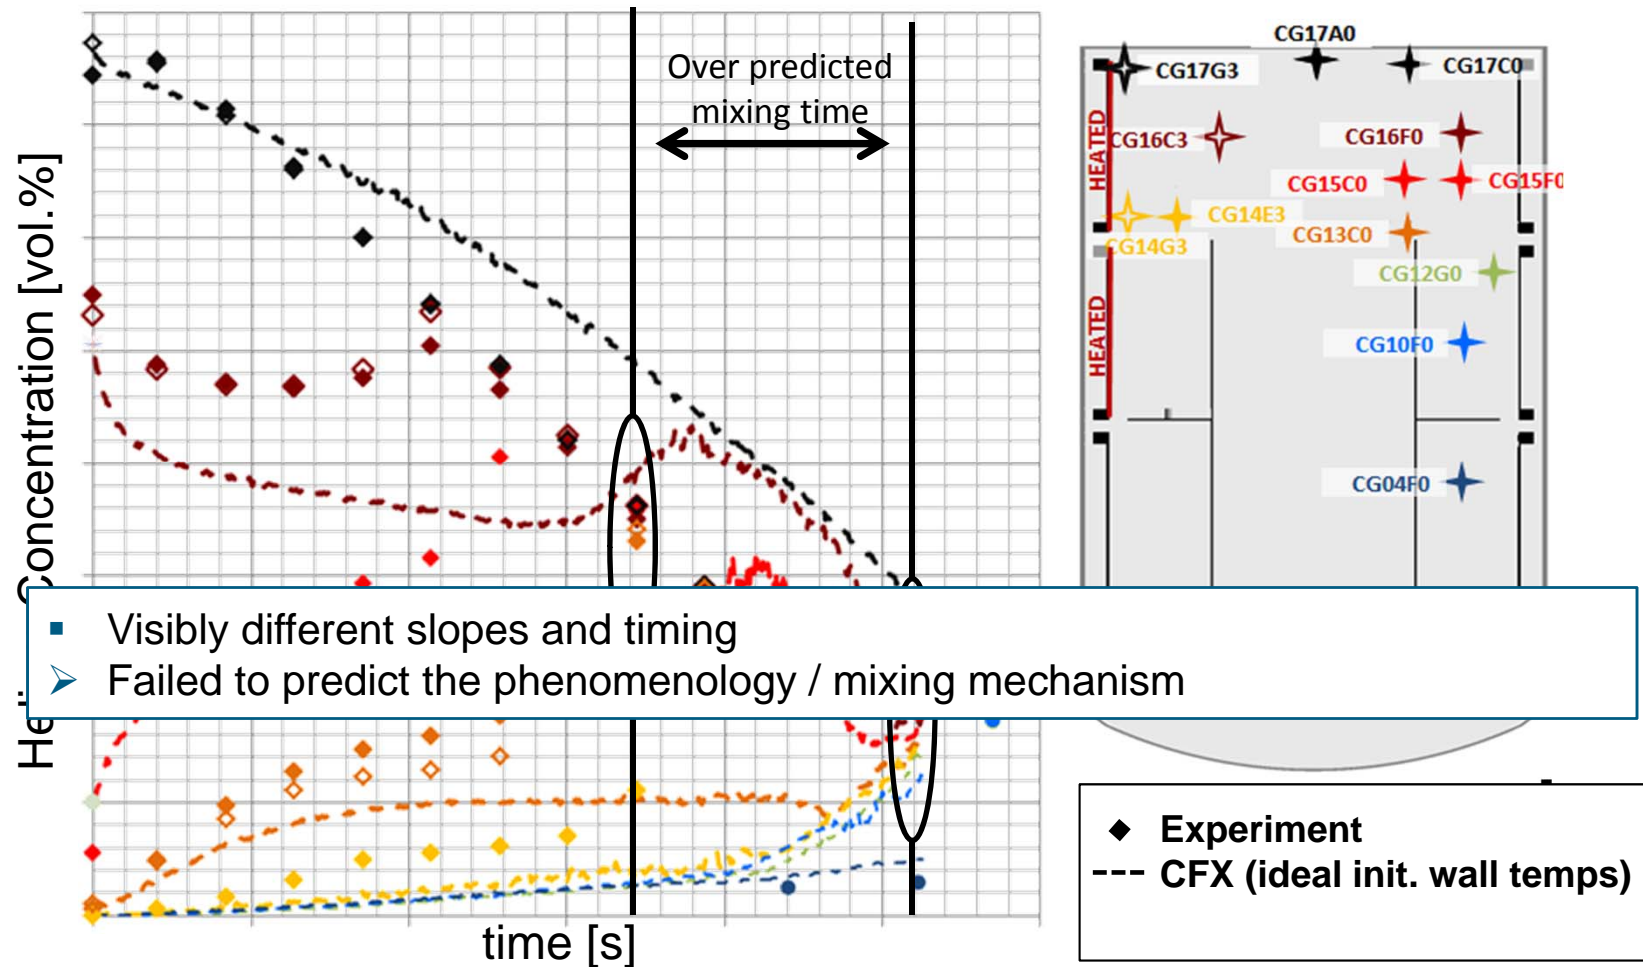 Over predicted
mixing time
Concentration [vol.%]
time [s]
CG17A0
CG17G3
CG17C0
HEATED
CG16C3
CG16F0
CG15C0
CG15F0
CG14E3
CG14G3
CG13C0
CG12G0
HEATED
CG10F0
CG04F0
Visibly different slopes and timing
Failed to predict the phenomenology / mixing mechanism
Experiment
CFX (ideal init. wall temps)